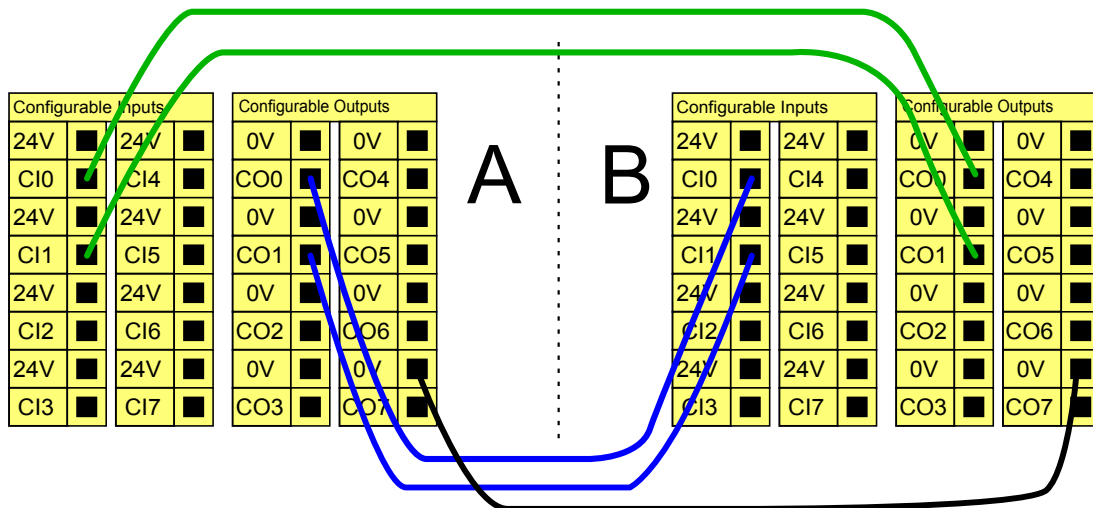 Configurable Inputs
24V 24V
CI0 CI4
24V 24V
CI1 CI5
24V 24V
CI2 CI6
24V 24V
CI3 CI7
Configurable Outputs
0V 0V
CO0 CO4
0V 0V
CO1 CO5
0V 0V
CO2 CO6
0V 0V
CO3 CO7
A
B
Configurable Inputs
24V 24V
CI0 CI4
24V 24V
CI1 CI5
24V 24V
CI2 CI6
24V 24V
CI3 CI7
Configurable Outputs
0V 0V
CO0 CO4
0V 0V
CO1 CO5
0V 0V
CO2 CO6
0V 0V
CO3 CO7